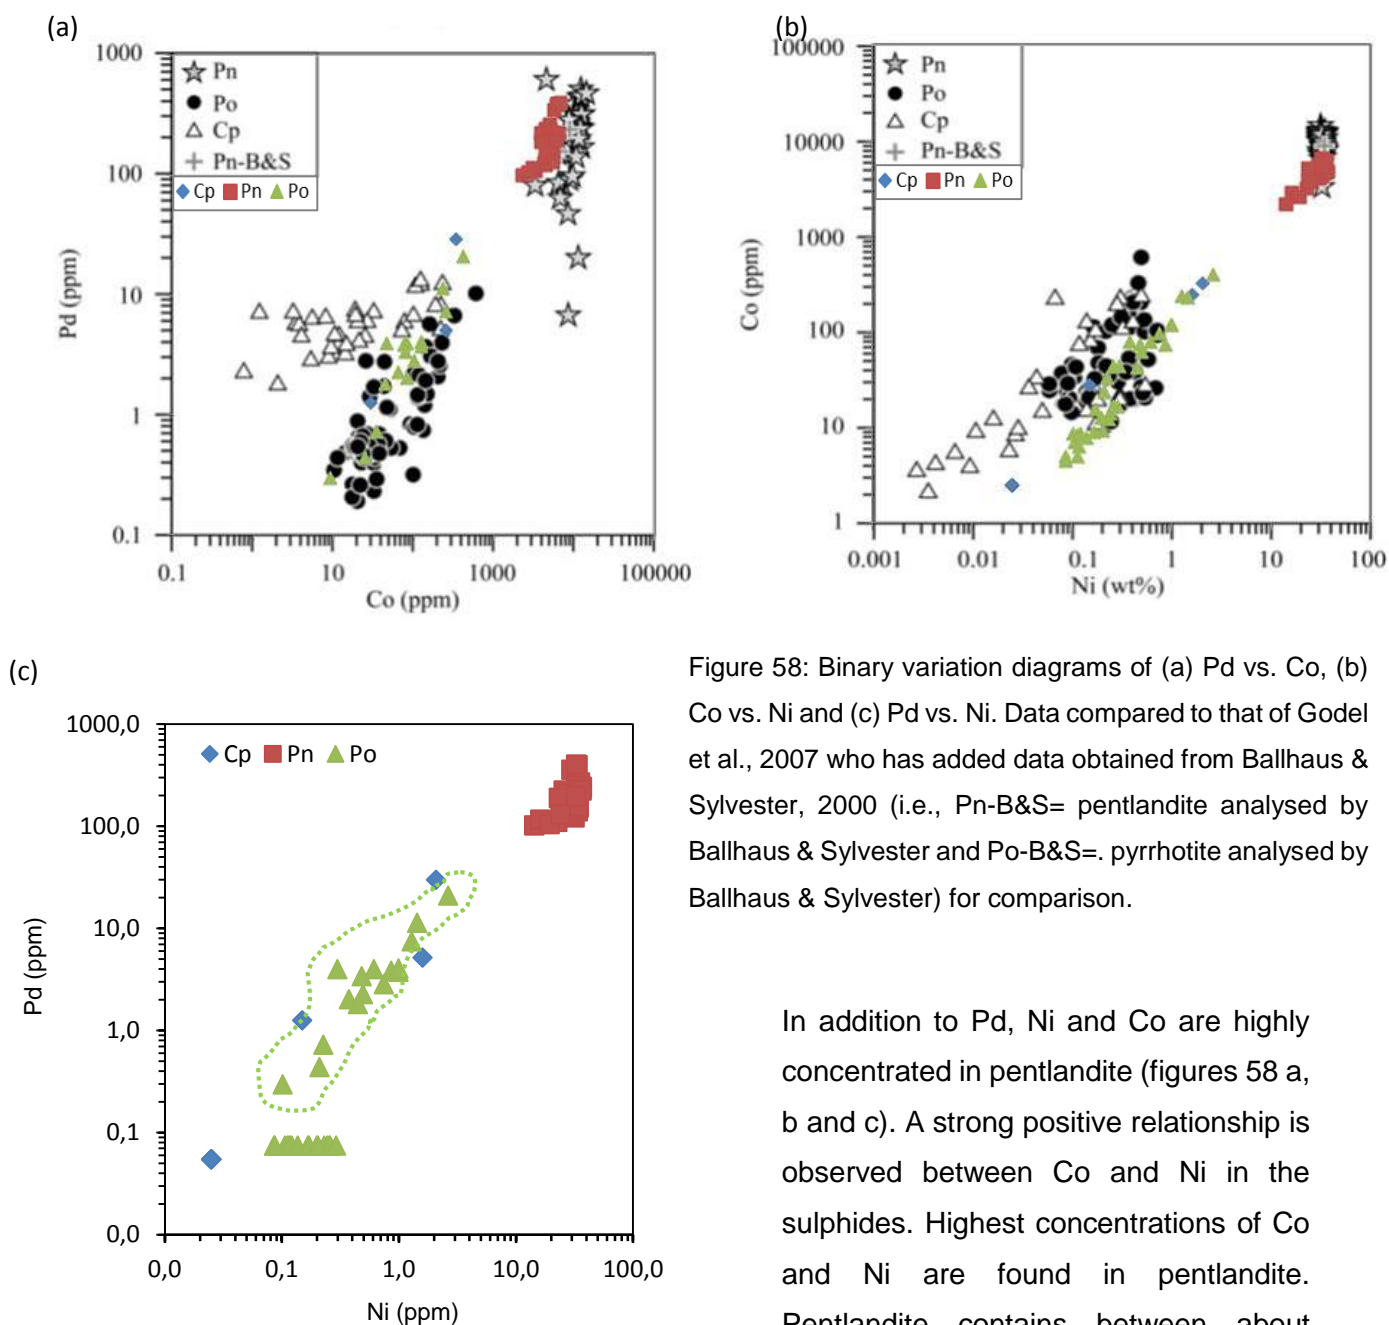 (a)
1000
100
10
1
0.1
Pd (ppm)
Pn
Po
Cp
Pn-B&S
Cp Pn Po
0.1 10 1000 100000
Co (ppm)
(b)
100000
10000
1000
100
10
1
Co (ppm)
Pn
Po
Cp
Pn-B&S
Cp Pn Po
0.001 0.01 0.1 1 10 100
Ni (wt%)
(c)
1000,0
100,0
10,0
1,0
0,1
0,0
Pd (ppm)
Cp Pn Po
0,0 0,1 1,0 10,0 100,0
Ni (ppm)
Figure 58: Binary variation diagrams of (a) Pd vs. Co, (b)
Co vs. Ni and (c) Pd vs. Ni. Data compared to that of Godel
et al., 2007 who has added data obtained from Ballhaus &
Sylvester, 2000 (i.e., Pn-B&S= pentlandite analysed by
Ballhaus & Sylvester and Po-B&S=. pyrrhotite analysed by
Ballhaus & Sylvester) for comparison.
In addition to Pd, Ni and Co are highly
concentrated in pentlandite (figures 58 a,
b and c). A strong positive relationship is
observed between Co and Ni in the
sulphides. Highest concentrations of Co
and Ni are found in pentlandite.
Pentlandite contains between about